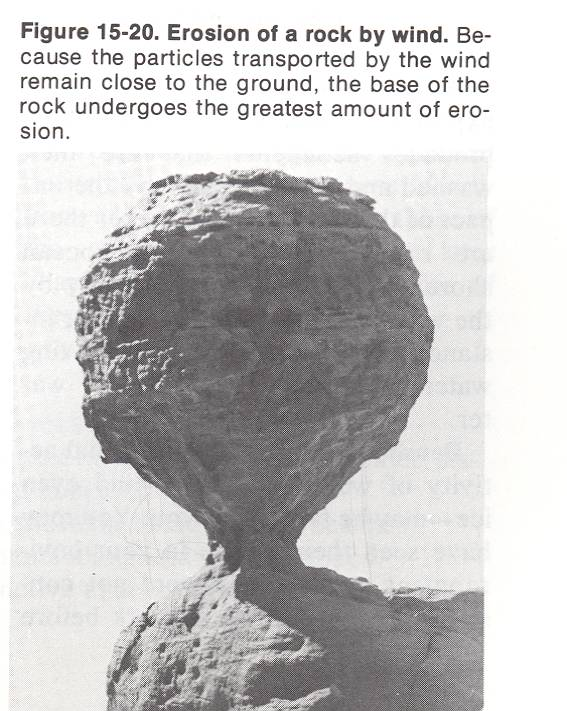 Figure 15-20. Erosion of a rock by wind. Be-
cause the particles transported by the wind
remain close to the ground, the base of the
rock undergoes the greatest amount of ero-
sion.